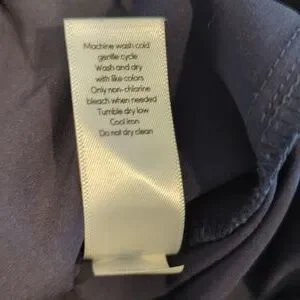 Machine wash cold
gentle cycle
Wash and dry
with like colors
Only non-chlorine
bleach when needed
Tumble dry low
Cool iron
Do not dry clean